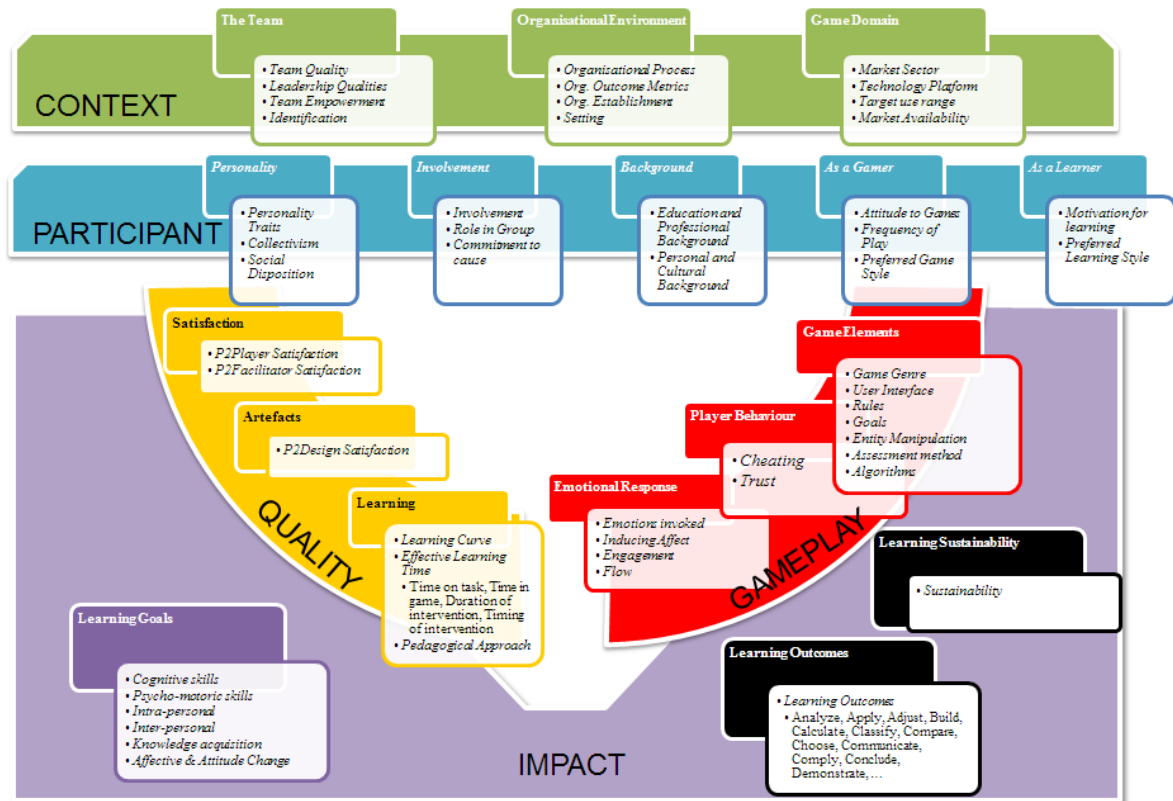 The Team
Organisational Environment
Game Domain
CONTEXT
• Team Quality
• Leadership Qualities
• Team Empowerment
• Identification
• Organisational Process
• Org. Outcome Metrics
• Org. Establishment
• Setting
• Market Sector
• Technology Platform
• Target use range
• Market Availability
Personality
Involvement
Background
As a Gamer
As a Learner
PARTICIPANT
• Personality
Traits
• Collectivism
• Social
Disposition
• Involvement
• Role in Group
• Commitment to
cause
• Education and
Professional
Background
• Personal and
Cultural
Background
• Attitude to Games
• Frequency of
Play
• Preferred Game
Style
• Motivation for
learning
• Preferred
Learning Style
Satisfaction
• P2Player Satisfaction
• P2Facilitator Satisfaction
Artefacts
• P2Design Satisfaction
Learning
• Learning Curve
• Effective Learning
Time
• Time on task, Time in
game, Duration of
intervention, Timing
of intervention
• Pedagogical Approach
QUALITY
Game Elements
• Game Genre
• User Interface
• Rules
• Goals
• Entity Manipulation
• Assessment method
• Algorithms
Player Behaviour
• Cheating
• Trust
Emotional Response
• Emotions invoked
• Inducing Affect
• Engagement
• Flow
GAMEPLAY
Learning Goals
• Cognitive skills
• Psycho-motoric skills
• Intra-personal
• Inter-personal
• Knowledge acquisition
• Affective & Attitude Change
Learning Sustainability
• Sustainability
Learning Outcomes
• Learning Outcomes
• Analyze, Apply, Adjust, Build,
Calculate, Classify, Compare,
Choose, Communicate,
Comply, Conclude,
Demonstrate, ...
IMPACT